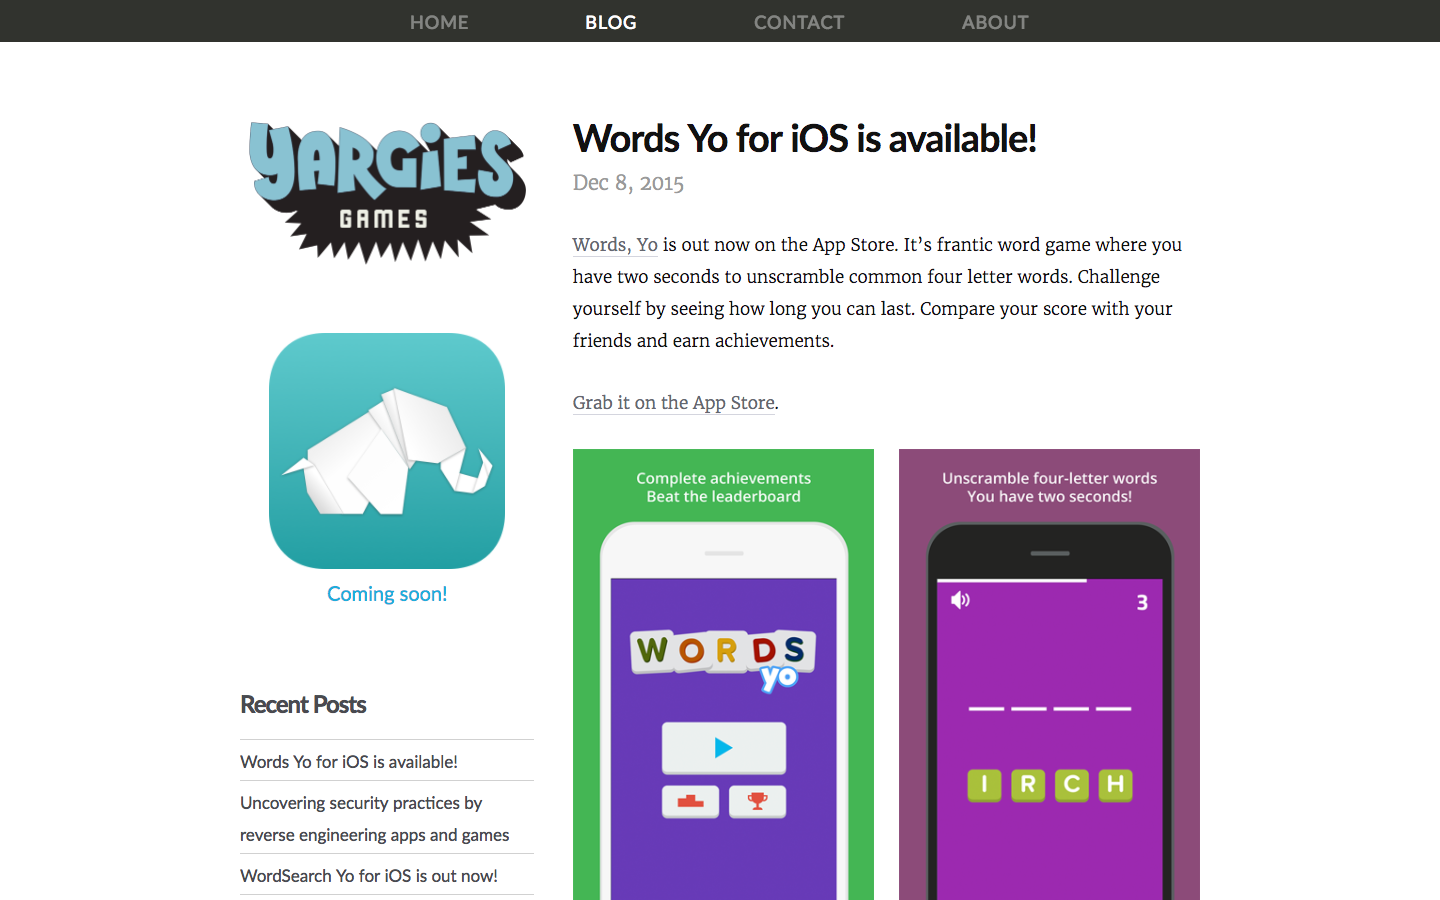 HOME BLOG CONTACT ABOUT
YARGIES
GAMES
Coming soon!
Recent Posts
Words Yo for iOS is available!
Uncovering security practices by
reverse engineering apps and games
WordSearch Yo for iOS is out now!
Words Yo for iOS is available!
Dec 8, 2015
Words, Yo is out now on the App Store. It’s frantic word game where you
have two seconds to unscramble common four letter words. Challenge
yourself by seeing how long you can last. Compare your score with your
friends and earn achievements.
Grab it on the App Store.
Complete achievements
Beat the leaderboard
WORDS
yo
Unscramble four-letter words
You have two seconds!
3
I R C H